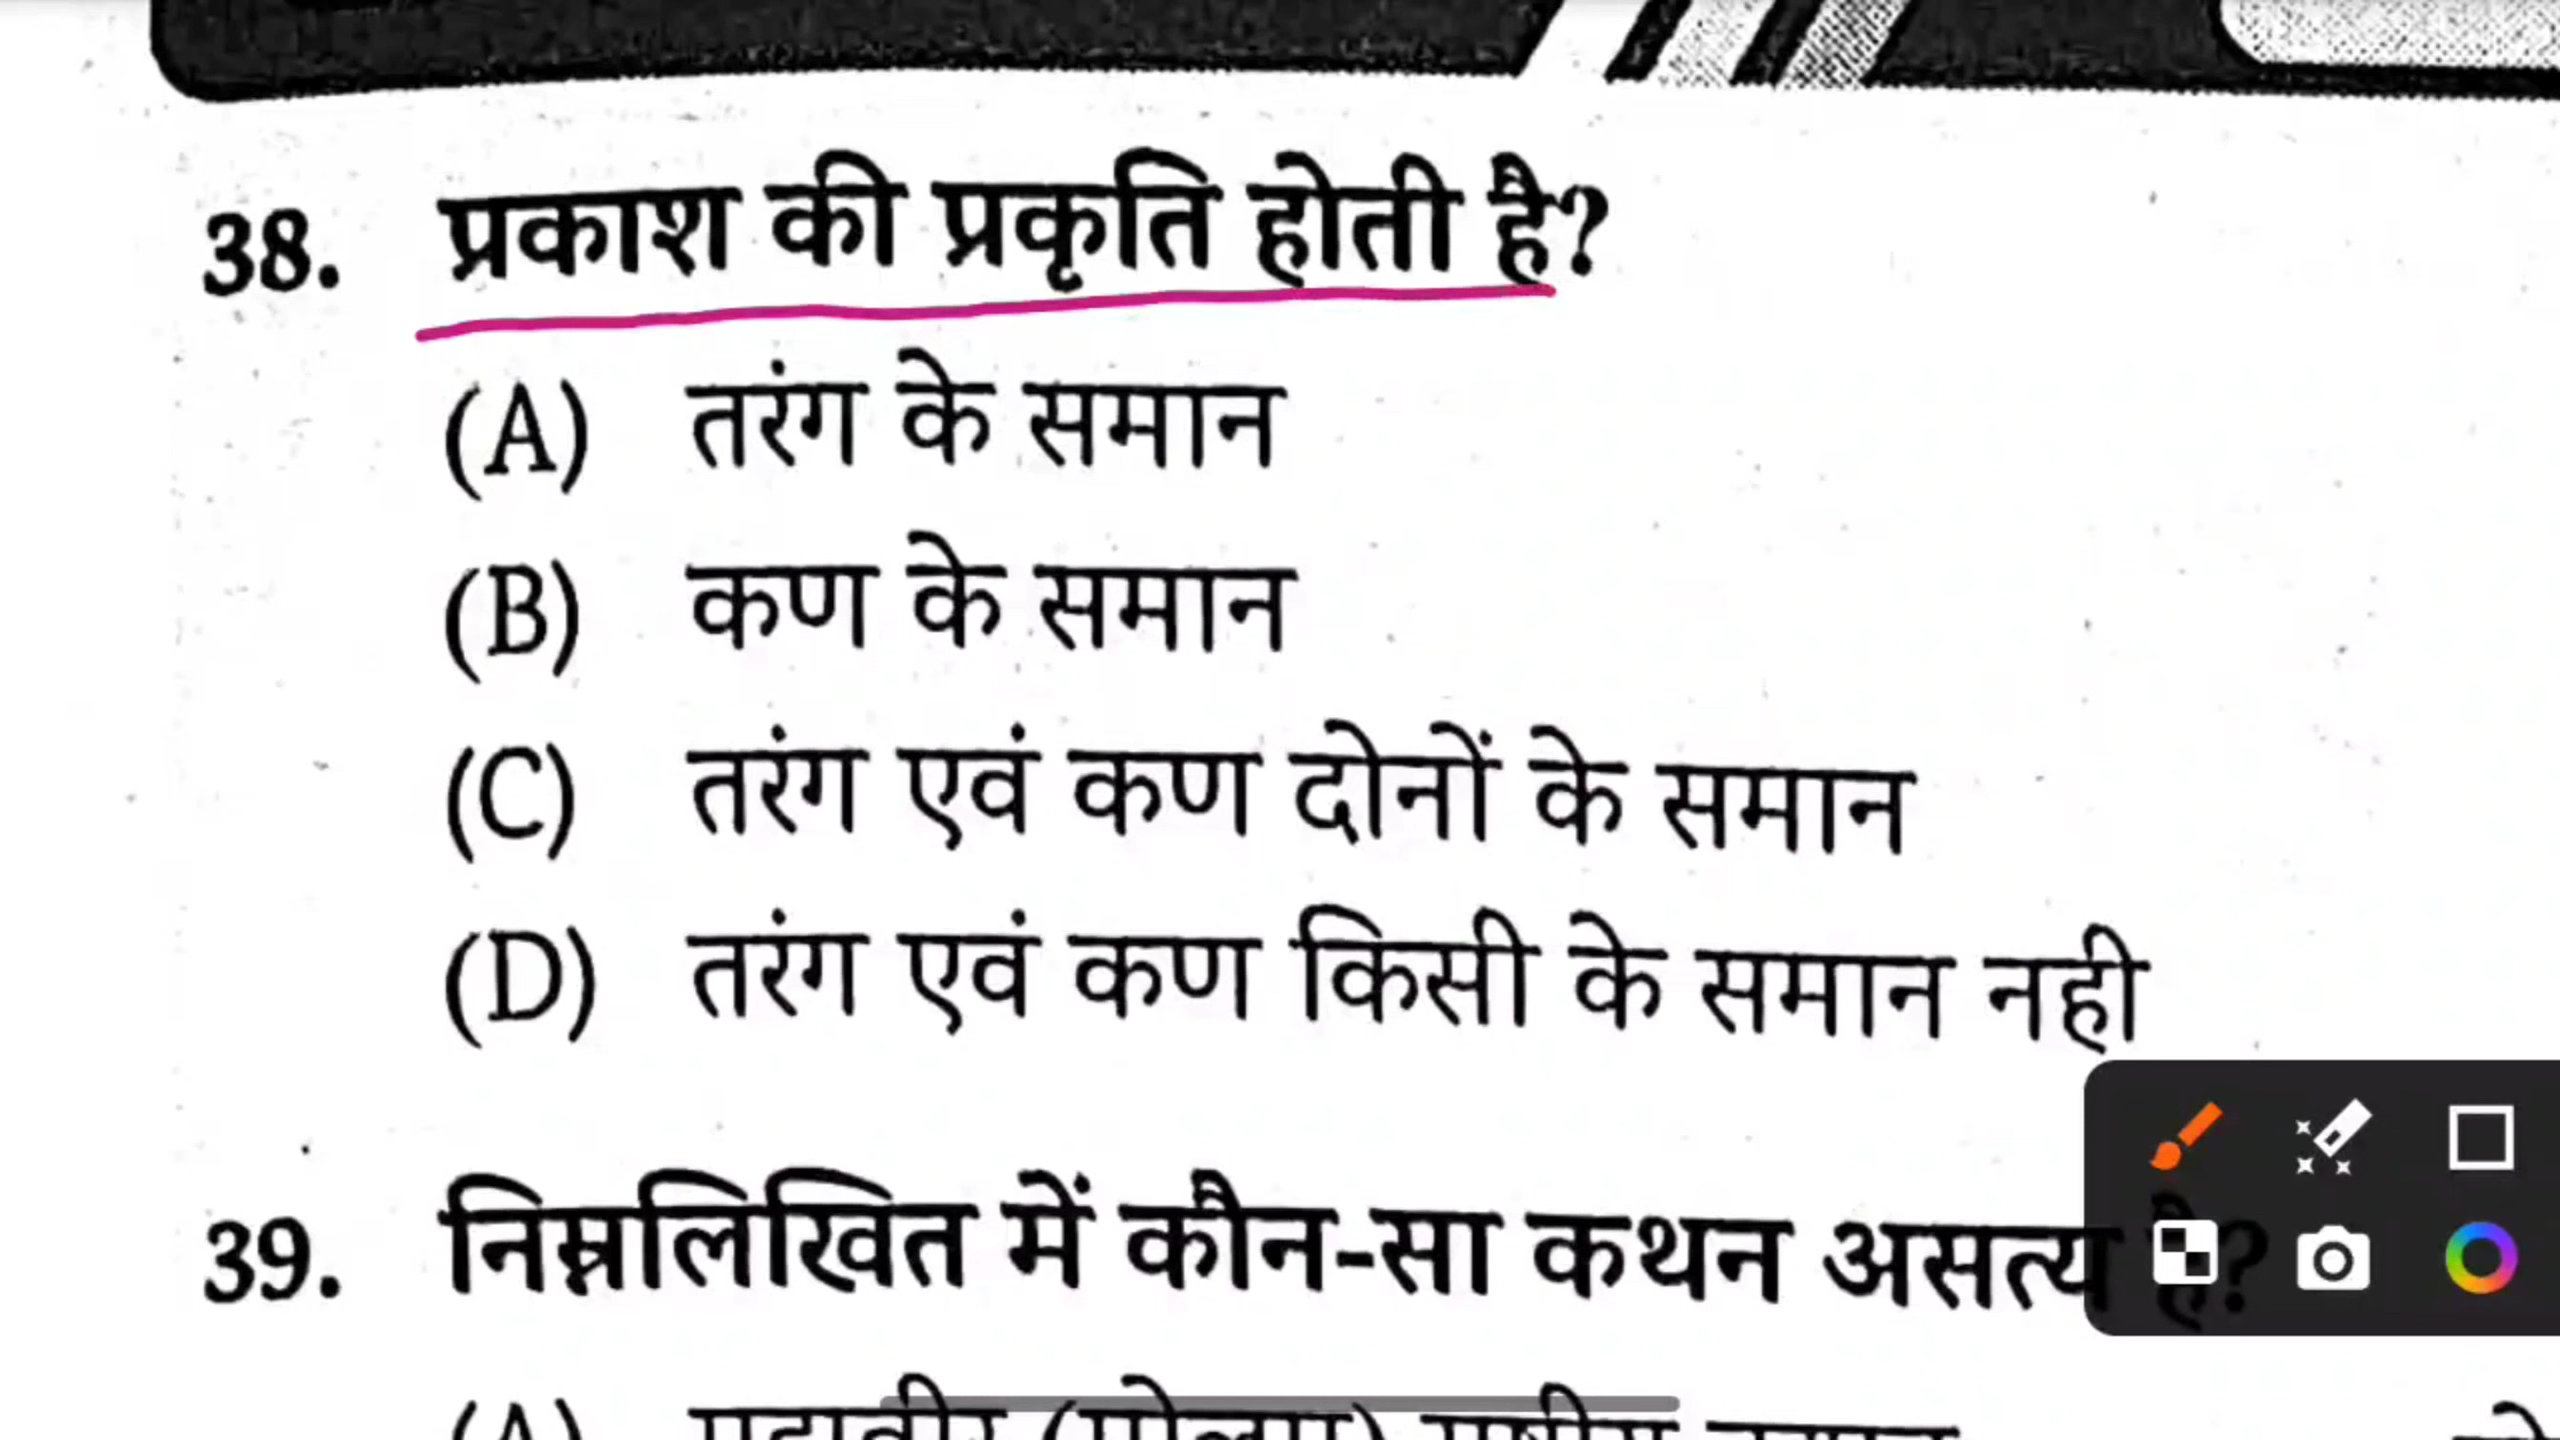 38. प्रकाश की प्रकृति होती है?
(A) तरंग के समान
(B) कण के समान
(C) तरंग एवं कण दोनों के समान
(D) तरंग एवं कण किसी के समान नही
39. निम्नलिखित में कौन-सा कथन असत्य है?
(A)